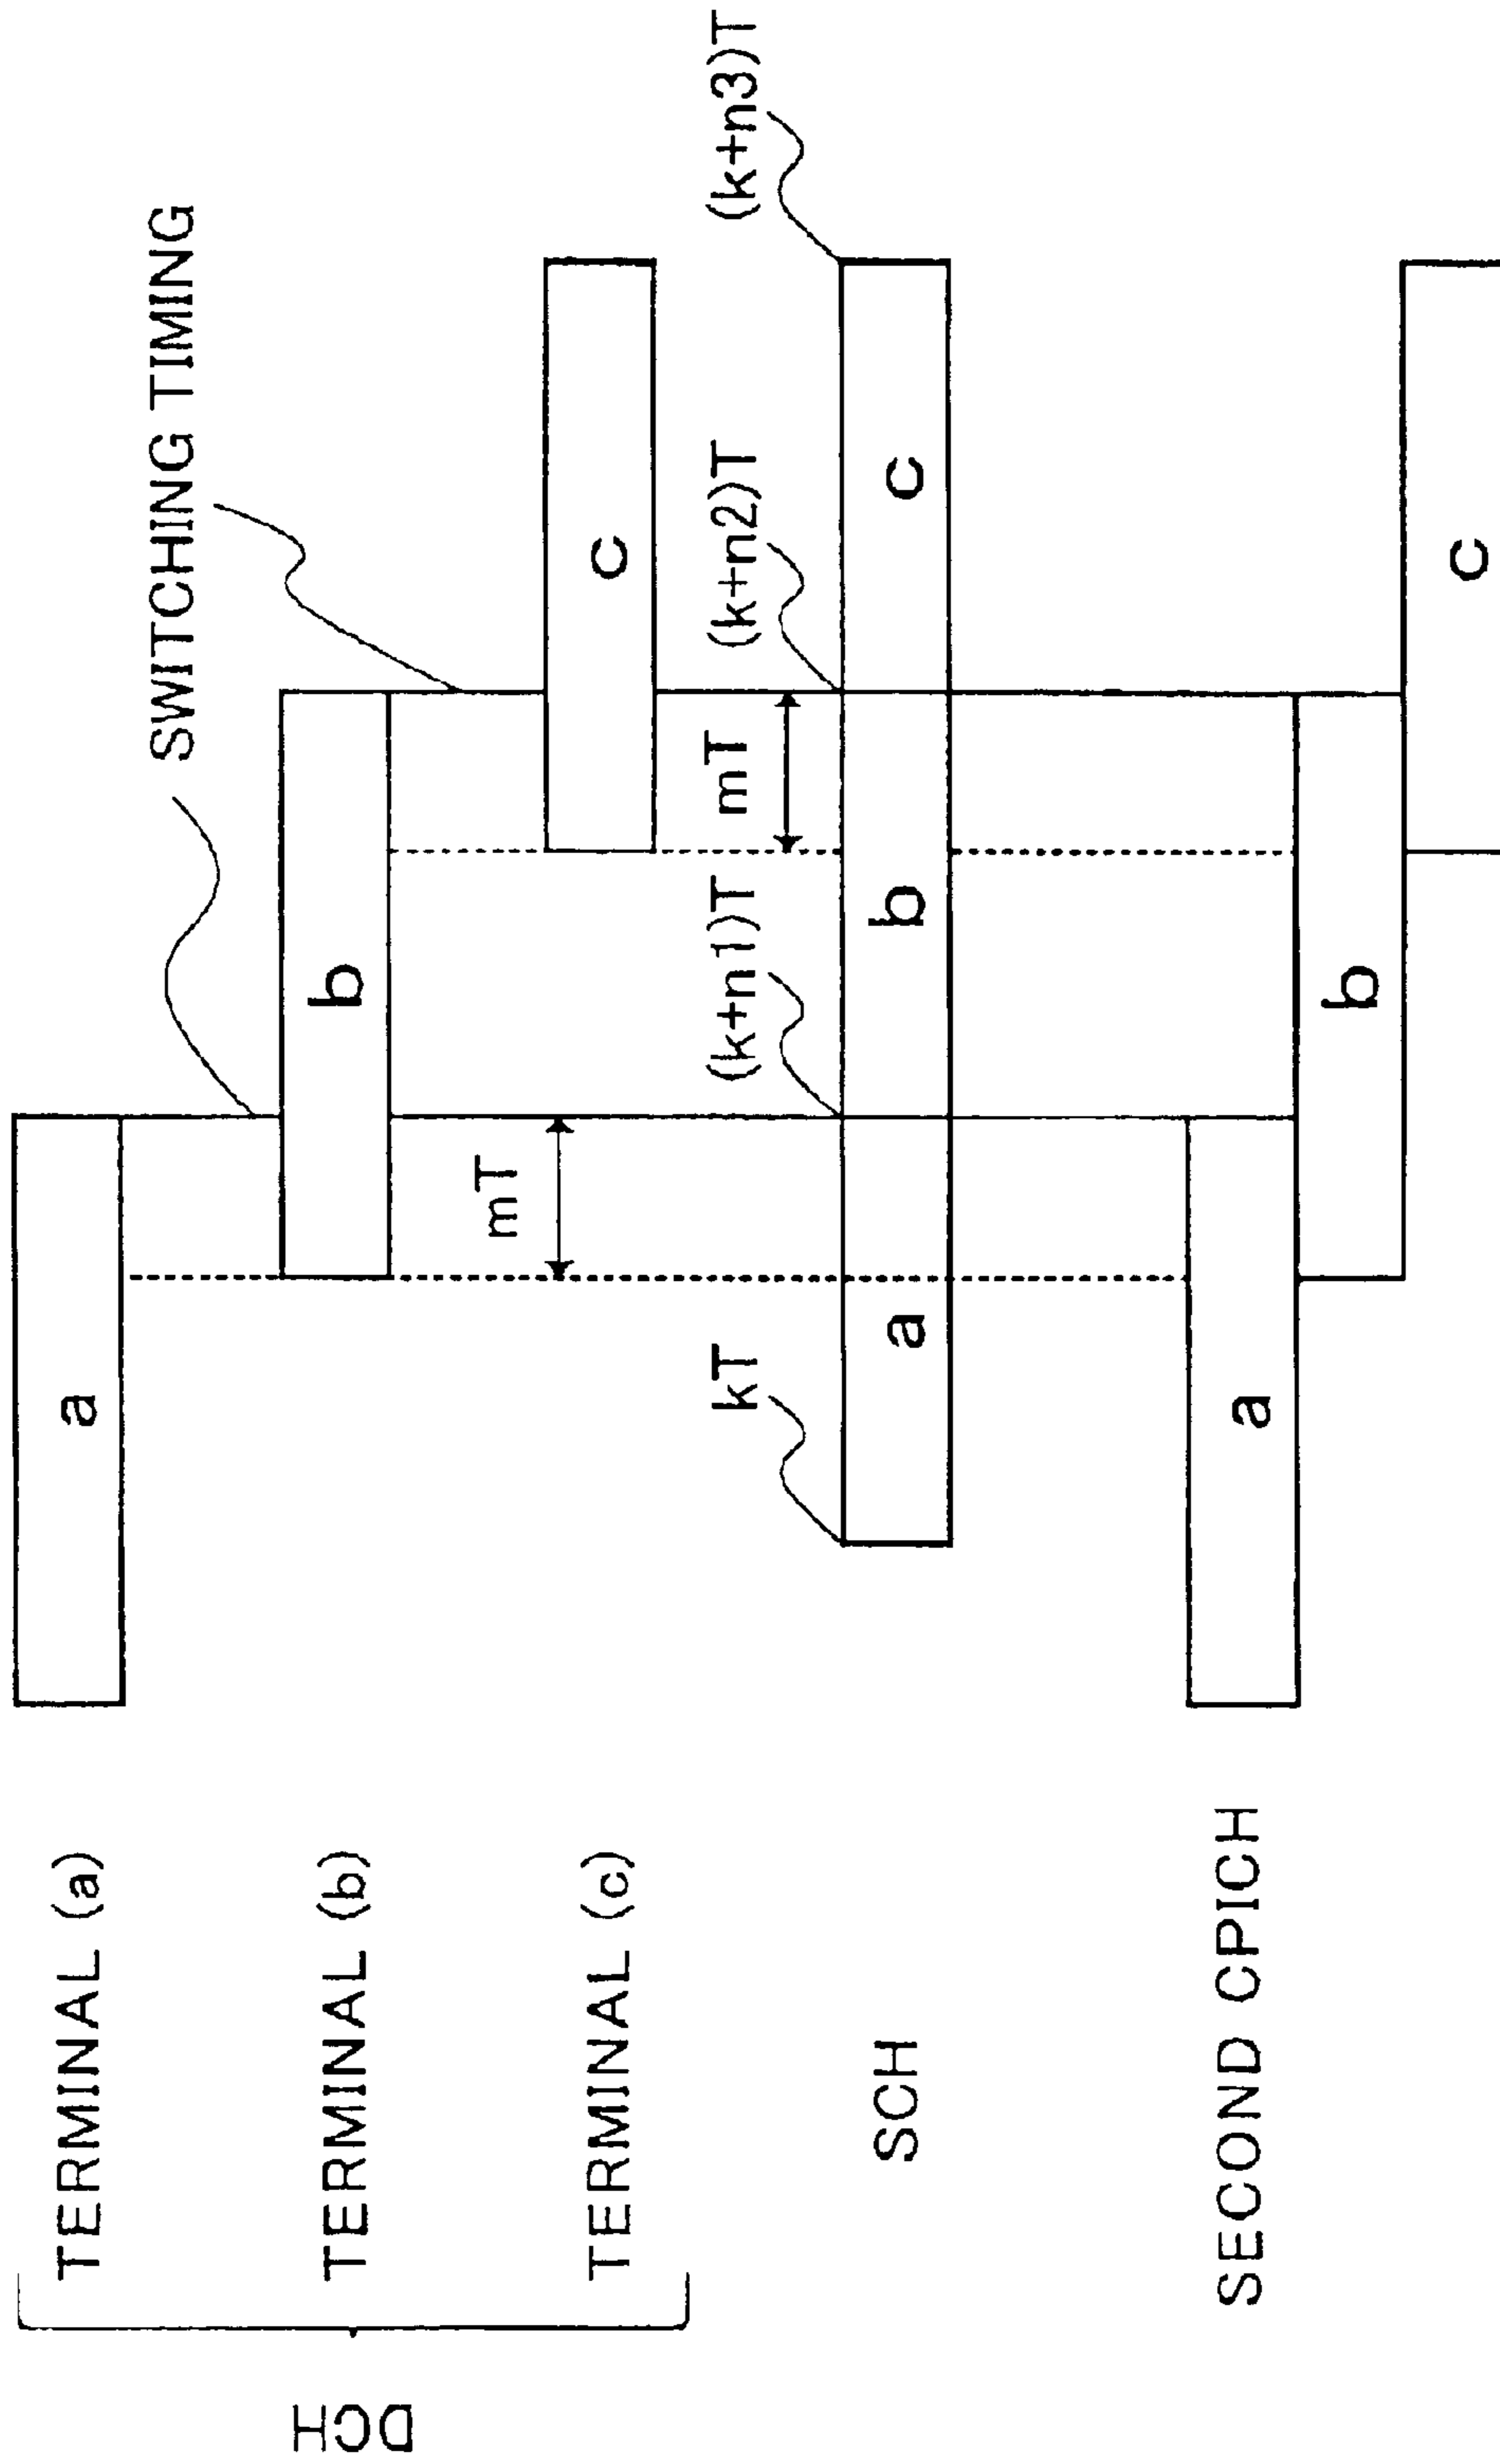 DCH
TERMINAL (a)
TERMINAL (b)
TERMINAL (c)
SCH
SECOND CPICH
SWITCHING TIMING
a
b
c
mT
mT
kT
(k+n1)T
(k+n2)T
(k+n3)T
a
b
c
a
b
c